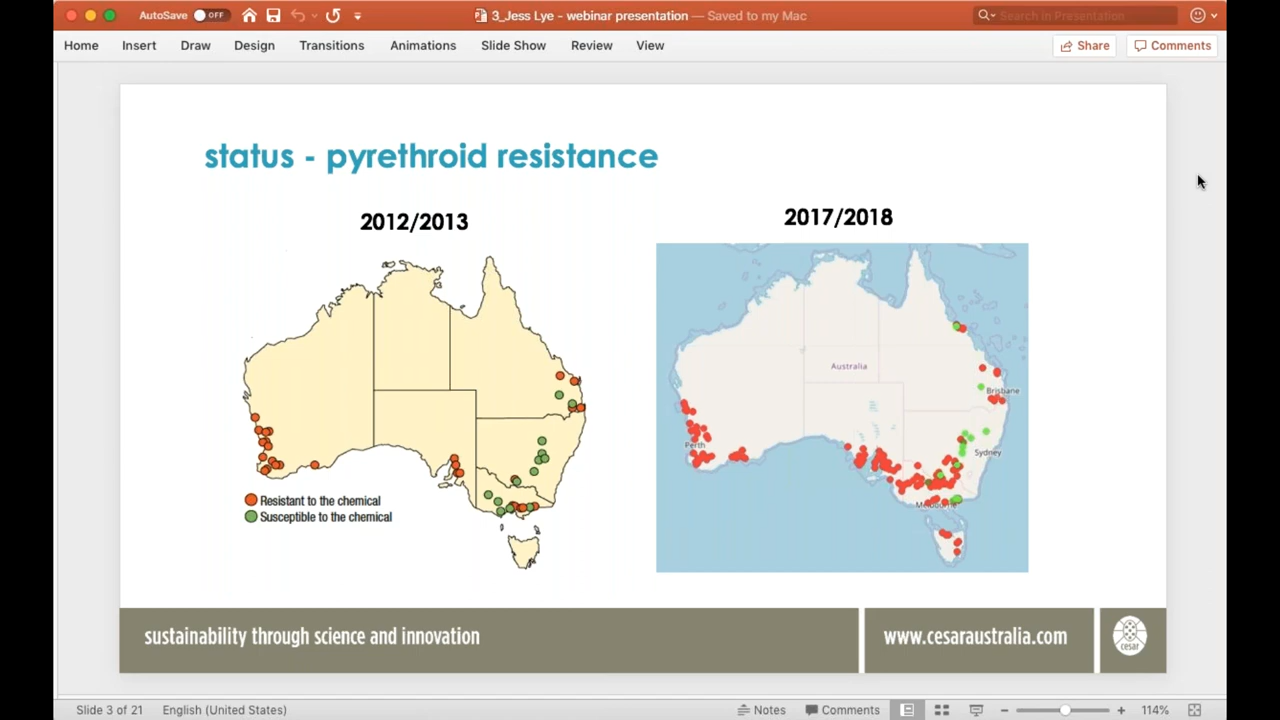 AutoSave OFF
3_Jess Lye - webinar presentation — Saved to my Mac
Search in Presentation
Home Insert Draw Design Transitions Animations Slide Show Review View
Share Comments
status - pyrethroid resistance
2012/2013
2017/2018
Australia
Brisbane
Sydney
Perth
Melbourne
Resistant to the chemical
Susceptible to the chemical
sustainability through science and innovation
www.cesaraustralia.com
cesar
Slide 3 of 21 English (United States) Notes Comments 114%